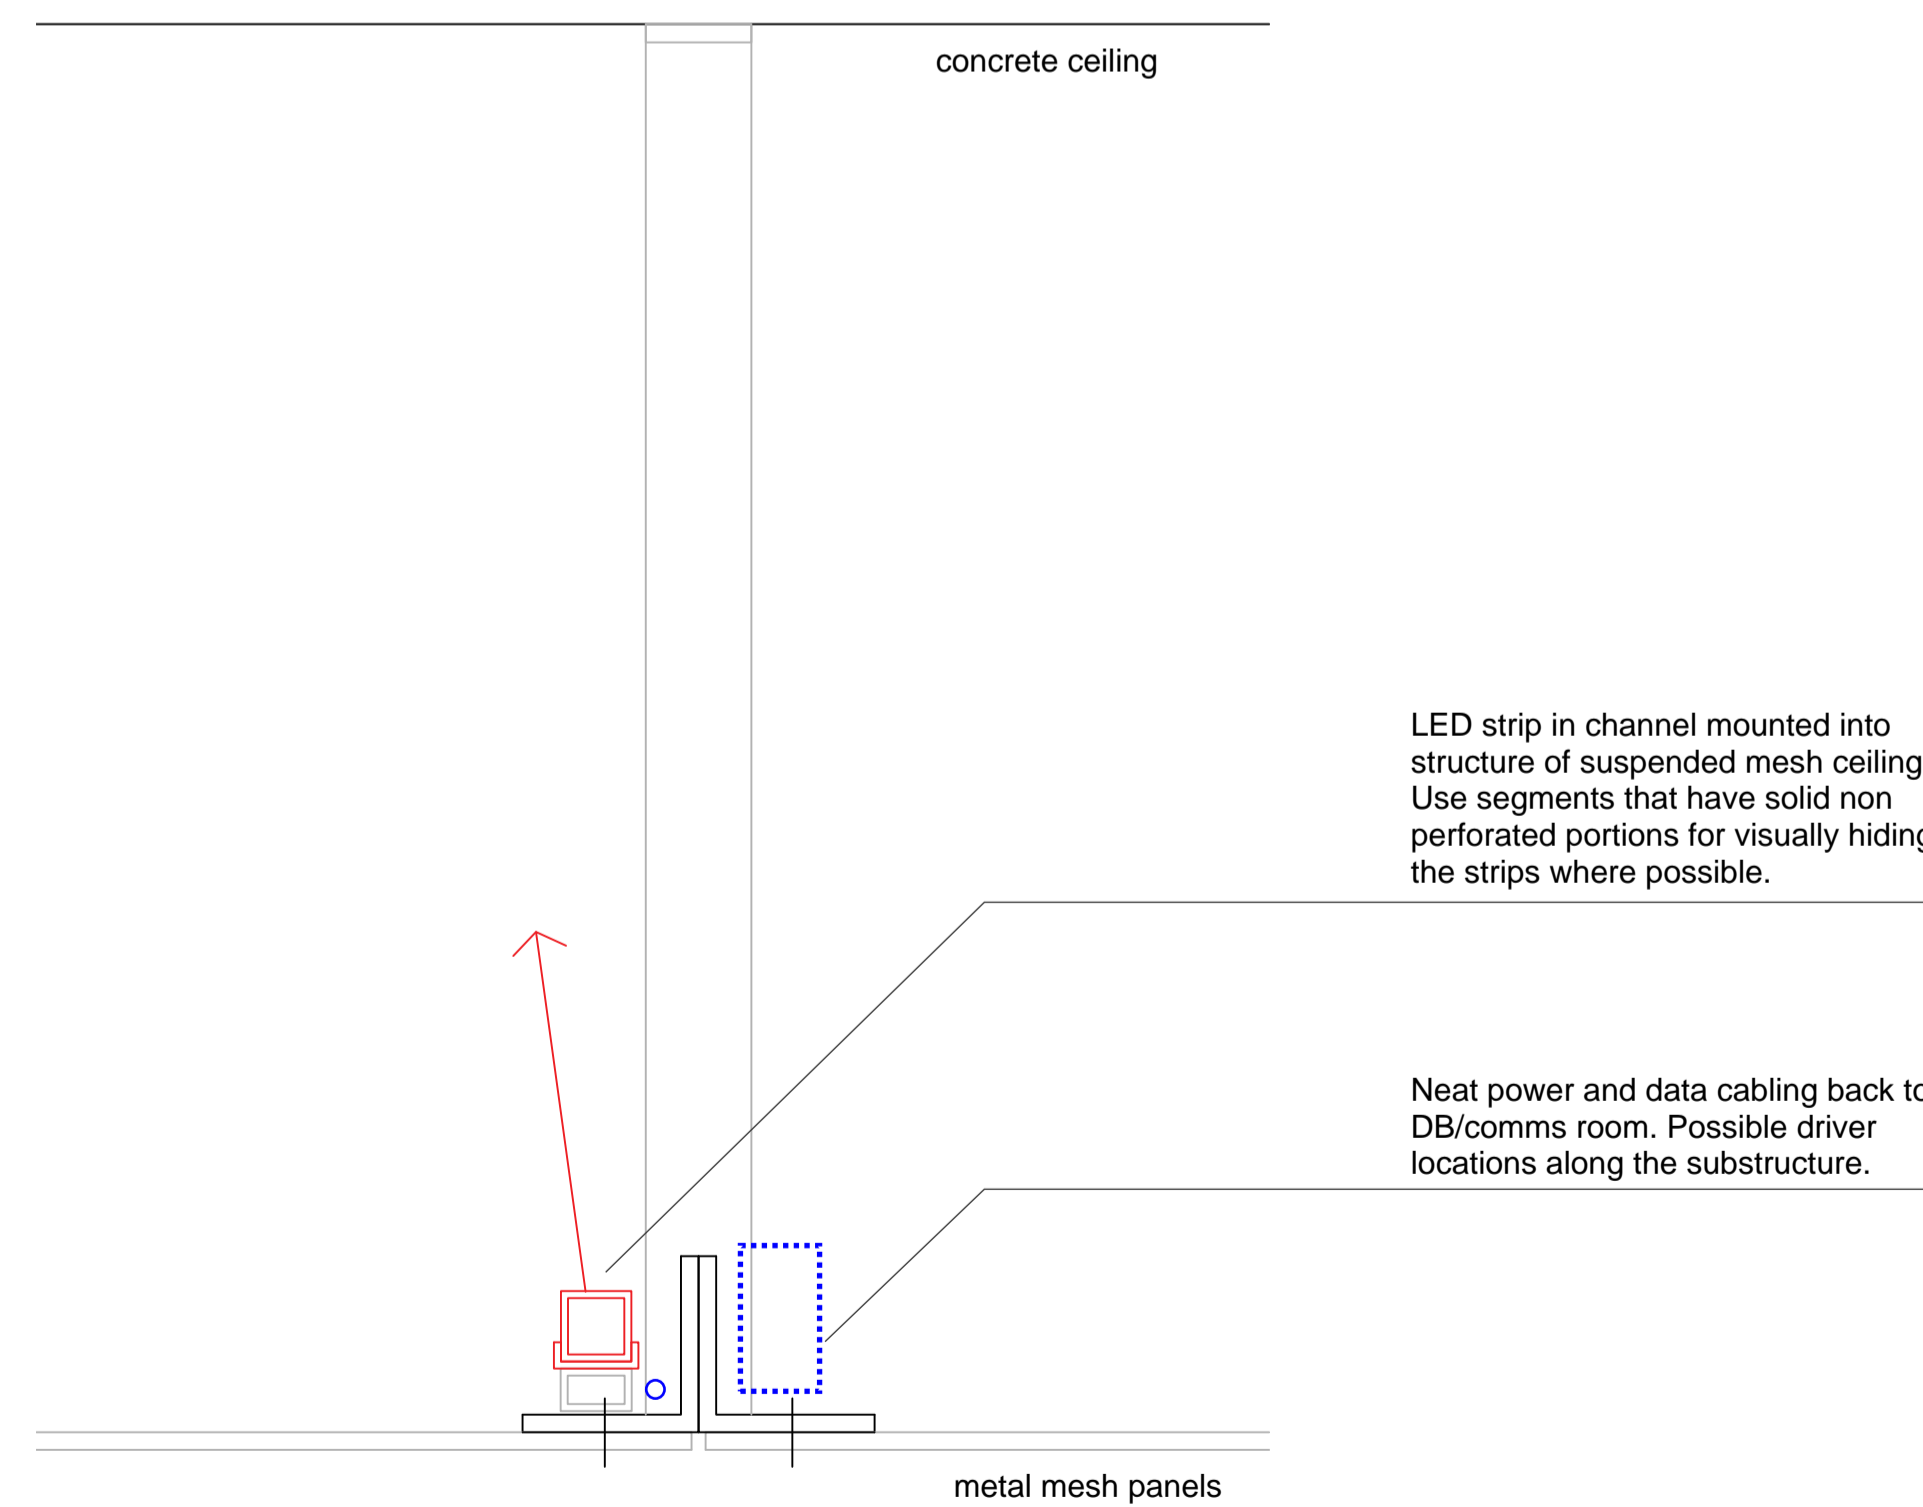 concrete ceiling
LED strip in channel mounted into
structure of suspended mesh ceiling
Use segments that have solid non
perforated portions for visually hiding
the strips where possible.
Neat power and data cabling back to
DB/comms room. Possible driver
locations along the substructure.
metal mesh panels